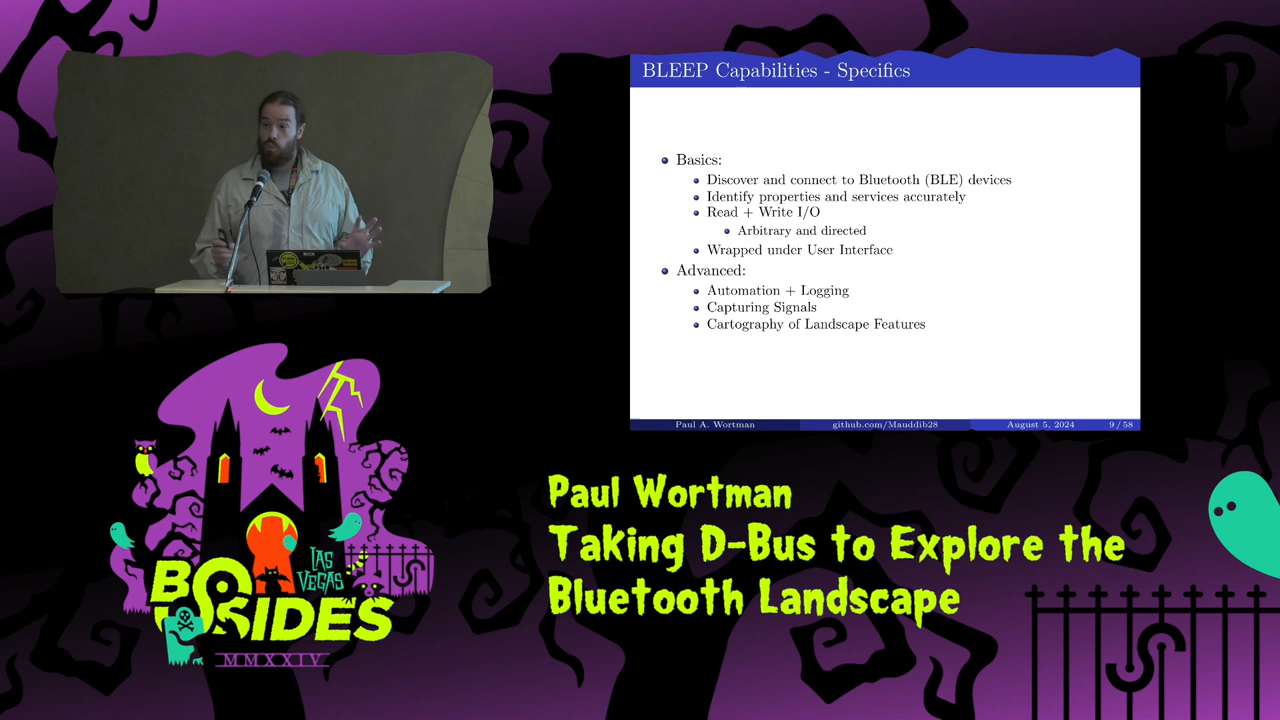 BLEEP Capabilities - Specifics
Basics:
Discover and connect to Bluetooth (BLE) devices
Identify properties and services accurately
Read + Write I/O
Arbitrary and directed
Wrapped under User Interface
Advanced:
Automation + Logging
Capturing Signals
Cartography of Landscape Features
Paul A. Wortman
github.com/Mauddib28
August 5, 2024
9 / 58
LAS
VEGAS
BSIDES
MMXXIV
Paul Wortman
Taking D-Bus to Explore the
Bluetooth Landscape